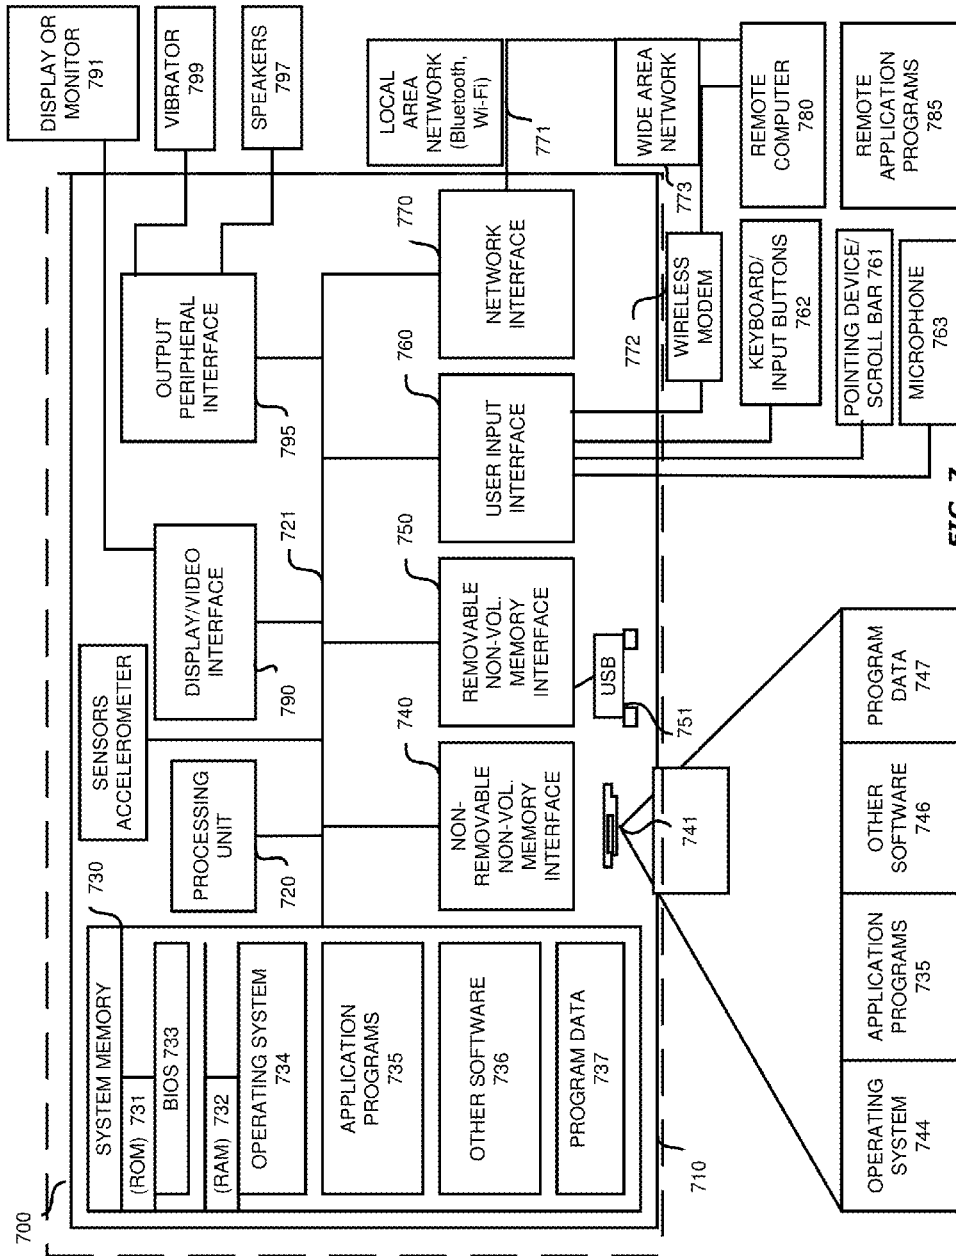 700
SYSTEM MEMORY
730
(ROM) 731
BIOS 733
(RAM) 732
OPERATING SYSTEM
734
APPLICATION
PROGRAMS
735
OTHER SOFTWARE
736
PROGRAM DATA
737
710
PROCESSING
UNIT
720
SENSORS
ACCELEROMETER
DISPLAY/VIDEO
INTERFACE
790
721
OUTPUT
PERIPHERAL
INTERFACE
795
DISPLAY OR
MONITOR
791
VIBRATOR
799
SPEAKERS
797
NON-
REMOVABLE
NON-VOL.
MEMORY
INTERFACE
740
REMOVABLE
NON-VOL.
MEMORY
INTERFACE
750
USER INPUT
INTERFACE
760
NETWORK
INTERFACE
770
LOCAL
AREA
NETWORK
(Bluetooth,
Wi-Fi)
771
WIDE AREA
NETWORK
773
WIRELESS
MODEM
772
REMOTE
COMPUTER
780
REMOTE
APPLICATION
PROGRAMS
785
KEYBOARD/
INPUT BUTTONS
762
POINTING DEVICE/
SCROLL BAR 761
MICROPHONE
763
USB
751
741
OPERATING
SYSTEM
744
APPLICATION
PROGRAMS
735
OTHER
SOFTWARE
746
PROGRAM
DATA
747